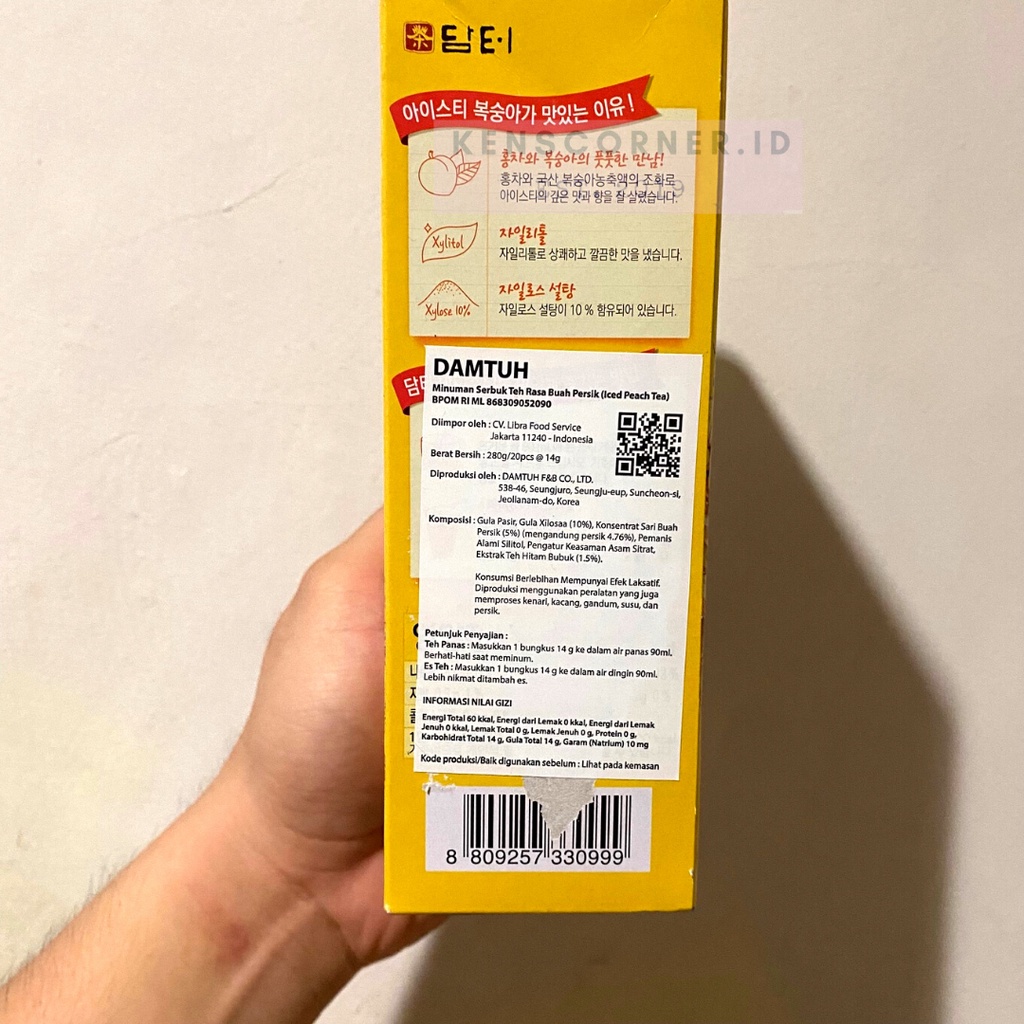 茶 담터
아이스티 복숭아가 맛있는 이유!
KENSCORNER.ID
홍차와 복숭아의 풋풋한 만남!
홍차와 국산 복숭아농축액의 조화로
아이스티의 깊은 맛과 향을 잘 살렸습니다.
Xylitol
자일리톨
자일리톨로 상쾌하고 깔끔한 맛을 냈습니다.
Xylose 10%
자일로스 설탕
자일로스 설탕이 10 % 함유되어 있습니다.
DAMTUH
Minuman Serbuk Teh Rasa Buah Persik (Iced Peach Tea)
BPOM RI ML 868309052090
Diimpor oleh : CV. Libra Food Service
Jakarta 11240 - Indonesia
Berat Bersih : 280g/20pcs @ 14g
Diproduksi oleh : DAMTUH F&B CO., LTD.
538-46, Seungjuro, Seungju-eup, Suncheon-si,
Jeollanam-do, Korea
Komposisi : Gula Pasir, Gula Xilosaa (10%), Konsentrat Sari Buah
Persik (5%) (mengandung persik 4.76%), Pemanis
Alami Silitol, Pengatur Keasaman Asam Sitrat,
Ekstrak Teh Hitam Bubuk (1.5%).
Konsumsi Berlebihan Mempunyai Efek Laksatif.
Diproduksi menggunakan peralatan yang juga
memproses kenari, kacang, gandum, susu, dan
persik.
Petunjuk Penyajian :
Teh Panas : Masukkan 1 bungkus 14 g ke dalam air panas 90ml.
Berhati-hati saat meminum.
Es Teh : Masukkan 1 bungkus 14 g ke dalam air dingin 90ml.
Lebih nikmat ditambah es.
INFORMASI NILAI GIZI
Energi Total 60 kkal, Energi dari Lemak 0 kkal, Energi dari Lemak
Jenuh 0 kkal, Lemak Total 0 g, Lemak Jenuh 0 g, Protein 0 g,
Karbohidrat Total 14 g, Gula Total 14 g, Garam (Natrium) 10 mg
Kode produksi/Baik digunakan sebelum : Lihat pada kemasan
8 809257 330999